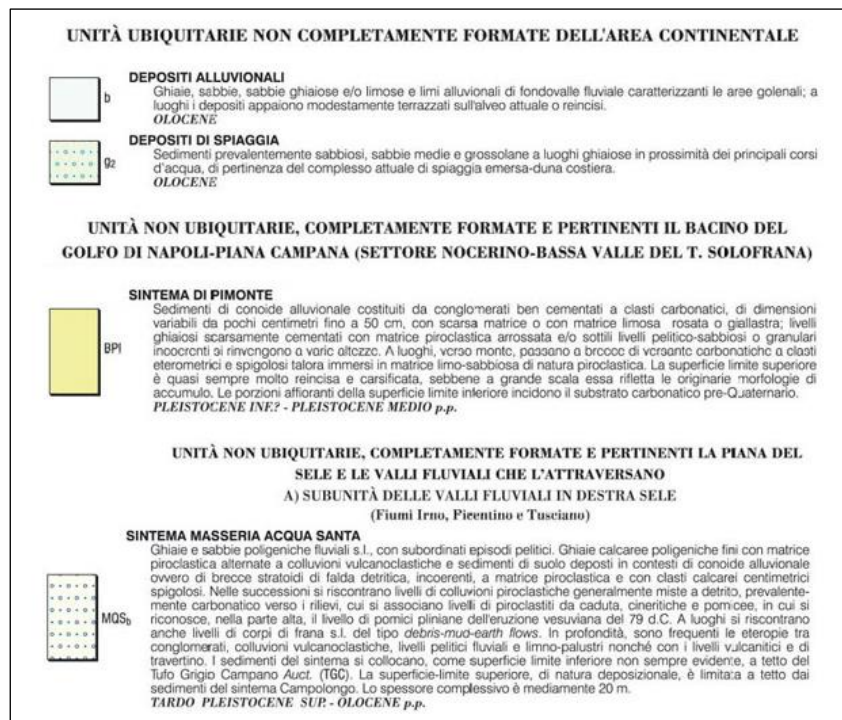 UNITÀ UBIQUITARIE NON COMPLETAMENTE FORMATE DELL'AREA CONTINENTALE
DEPOSITI ALLUVIONALI
b
Ghiaie, sabbie, sabbie ghiaiose e/o limose e limi alluvionali di fondovalle fluviale caratterizzanti le aree golenali; a
luoghi i depositi appaiono modestamente terrazzati sull'alveo attuale o reincisi.
OLOCENE
DEPOSITI DI SPIAGGIA
g2
Sedimenti prevalentemente sabbiosi, sabbie medie e grossolane a luoghi ghiaiose in prossimità dei principali corsi
d'acqua, di pertinenza del complesso attuale di spiaggia emersa-duna costiera.
OLOCENE
UNITÀ NON UBIQUITARIE, COMPLETAMENTE FORMATE E PERTINENTI IL BACINO DEL
GOLFO DI NAPOLI-PIANA CAMPANA (SETTORE NOCERINO-BASSA VALLE DEL T. SOLOFRANA)
SINTEMA DI PIMONTE
BPI
Sedimenti di conoide alluvionale costituiti da conglomerati ben cementati a clasti carbonatici, di dimensioni
variabili da pochi centimetri fino a 50 cm, con scarsa matrice o con matrice limosa rosata o giallastra; livelli
ghiaiosi scarsamente cementati con matrice piroclastica arrossata e/o sottili livelli pelitico-sabbiosi o granulari
incoerenti si rinvengono a varie altezze. A luoghi, verso monte, passano a brecce di versante carbonatiche a clasti
eterometrici e spigolosi talora immersi in matrice limo-sabbiosa di natura piroclastica. La superficie limite superiore
è quasi sempre molto reincisa e carsificata, sebbene a grande scala essa rifletta le originarie morfologie di
accumulo. Le porzioni affioranti della superficie limite inferiore incidono il substrato carbonatico pre-Quaternario.
PLEISTOCENE INF.? - PLEISTOCENE MEDIO p.p.
UNITÀ NON UBIQUITARIE, COMPLETAMENTE FORMATE E PERTINENTI LA PIANA DEL
SELE E LE VALLI FLUVIALI CHE L'ATTRAVERSANO
A) SUBUNITÀ DELLE VALLI FLUVIALI IN DESTRA SELE
(Fiumi Irno, Picentino e Tusciano)
SINTEMA MASSERIA ACQUA SANTA
MQSb
Ghiaie e sabbie poligeniche fluviali s.l., con subordinati episodi pelitici. Ghiaie calcaree poligeniche fini con matrice
piroclastica alternate a colluvioni vulcanoclastiche e sedimenti di suolo deposti in contesti di conoide alluvionale
ovvero di brecce stratoidi di falda detritica, incoerenti, a matrice piroclastica e con clasti calcarei centimetrici
spigolosi. Nelle successioni si riscontrano livelli di colluvioni piroclastiche generalmente miste a detrito, prevalente-
mente carbonatico verso i rilievi, cui si associano livelli di piroclastiti da caduta, cineritiche e pomicee, in cui si
riconosce, nella parte alta, il livello di pomici pliniane dell'eruzione vesuviana del 79 d.C. A luoghi si riscontrano
anche livelli di corpi di frana s.l. del tipo debris-mud-earth flows. In profondità, sono frequenti le eteropie tra
conglomerati, colluvioni vulcanoclastiche, livelli pelitici fluviali e limno-palustri nonché con i livelli vulcanitici e di
travertino. I sedimenti del sintema si collocano, come superficie limite inferiore non sempre evidente, a tetto del
Tufo Grigio Campano Auct. (TGC). La superficie-limite superiore, di natura deposizionale, è limitata a tetto dai
sedimenti del sintema Campolongo. Lo spessore complessivo è mediamente 20 m.
TARDO PLEISTOCENE SUP. - OLOCENE p.p.